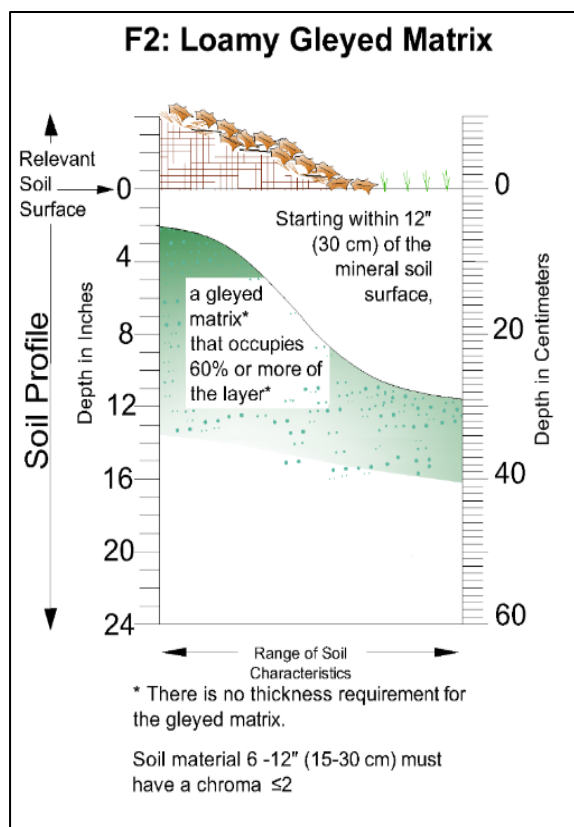 F2: Loamy Gleyed Matrix
Relevant
Soil
Surface
0
4
8
12
16
20
24
Depth in Inches
Soil Profile
Starting within 12″
(30 cm) of the
mineral soil
surface,
a gleyed
matrix*
that occupies
60% or more of
the layer*
0
20
40
60
Depth in Centimeters
Range of Soil
Characteristics
* There is no thickness requirement for
the gleyed matrix.
Soil material 6 -12″ (15-30 cm) must
have a chroma ≤2